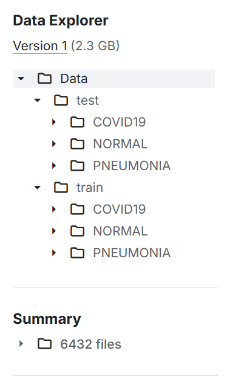 Data Explorer
Version 1 (2.3 GB)
Data
test
COVID19
NORMAL
PNEUMONIA
train
COVID19
NORMAL
PNEUMONIA
Summary
6432 files